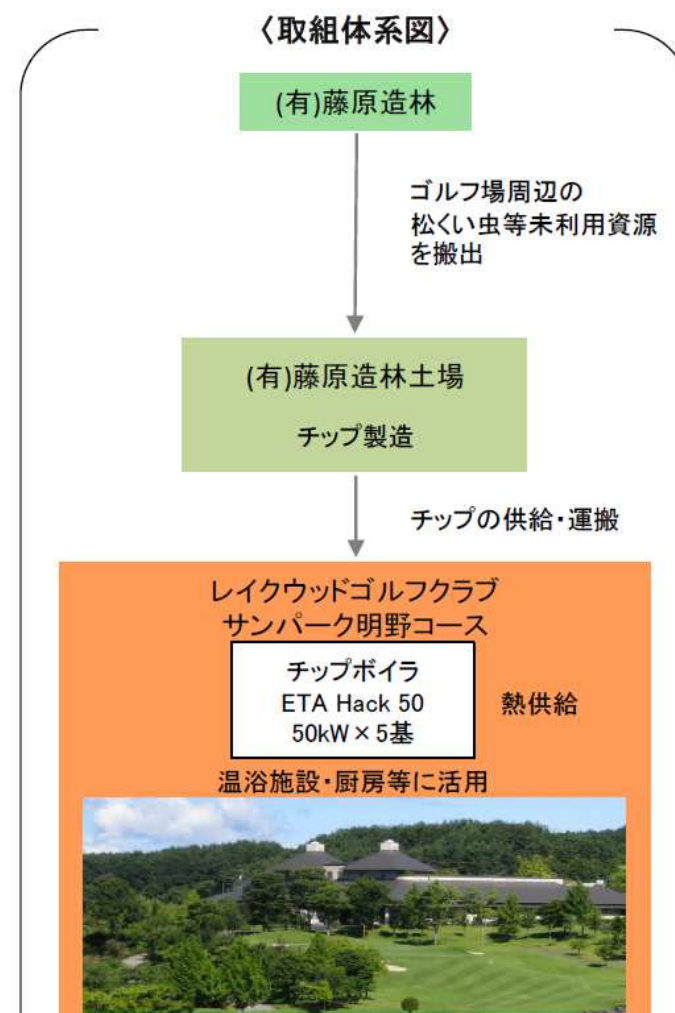 〈取組体系図〉
(有)藤原造林
ゴルフ場周辺の
松くい虫等未利用資源
を搬出
(有)藤原造林土場
チップ製造
チップの供給・運搬
レイクウッドゴルフクラブ
サンパーク明野コース
チップボイラ
ETA Hack 50
50kW×5基
熱供給
温浴施設・厨房等に活用